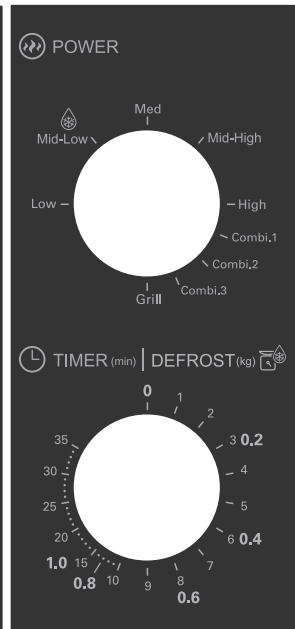 POWER
Med
Mid-Low
Mid-High
Low
High
Combi.1
Combi.2
Combi.3
Grill
TIMER (min) | DEFROST (kg)
0
1
2
35
3 0.2
30
4
25
5
20
6 0.4
1.0 15
7
0.8
10
9
8
0.6